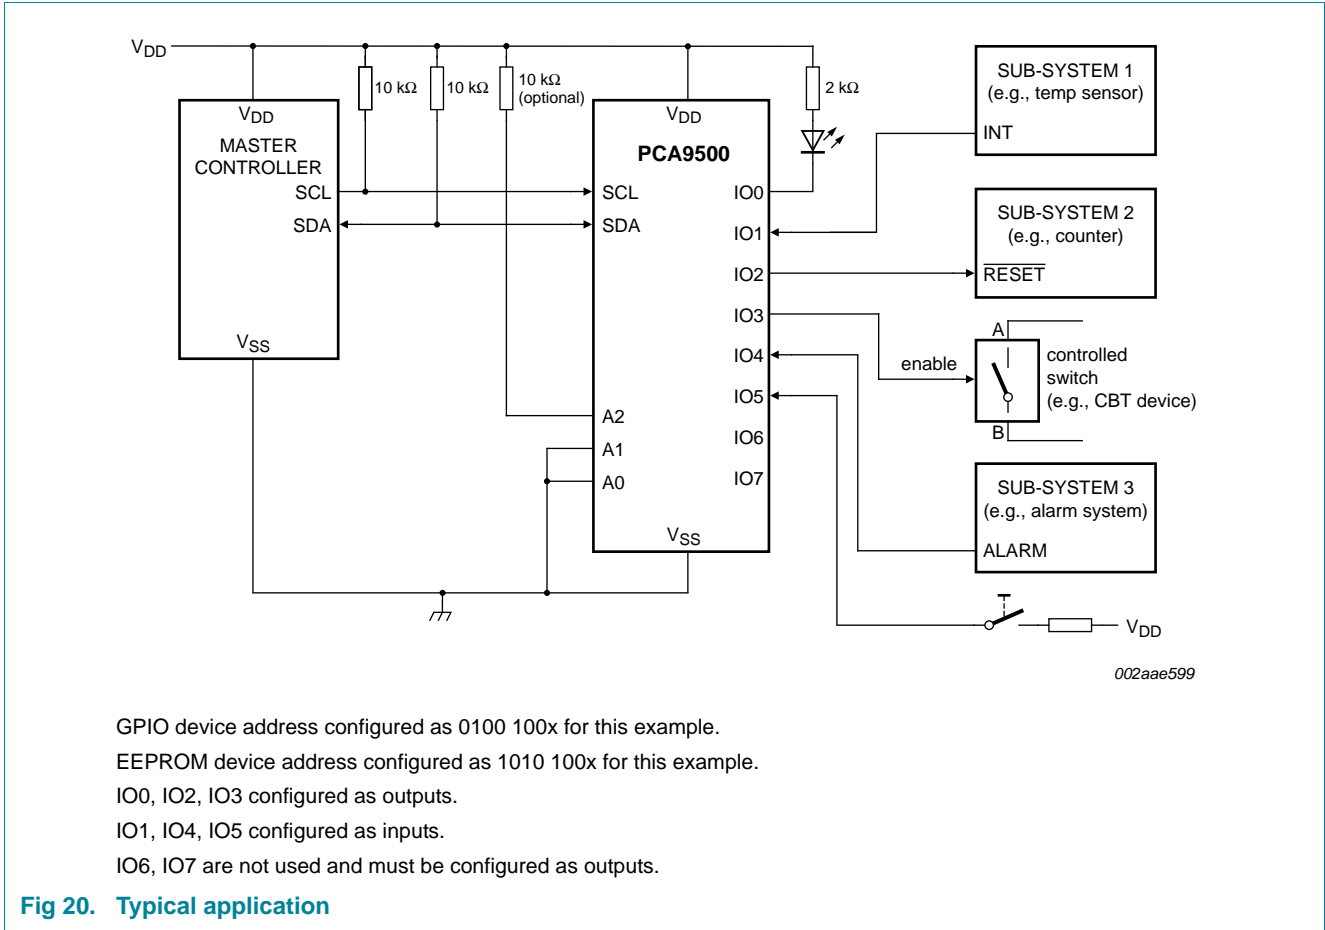 VDD
10 kΩ
10 kΩ
10 kΩ
(optional)
2 kΩ
VDD
MASTER
CONTROLLER
SCL
SDA
VSS
VDD
PCA9500
SCL
SDA
A2
A1
A0
IO0
IO1
IO2
IO3
IO4
IO5
IO6
IO7
VSS
SUB-SYSTEM 1
(e.g., temp sensor)
INT
SUB-SYSTEM 2
(e.g., counter)
RESET
A
enable
controlled
switch
(e.g., CBT device)
B
SUB-SYSTEM 3
(e.g., alarm system)
ALARM
VDD
002aae599
GPIO device address configured as 0100 100x for this example.
EEPROM device address configured as 1010 100x for this example.
IO0, IO2, IO3 configured as outputs.
IO1, IO4, IO5 configured as inputs.
IO6, IO7 are not used and must be configured as outputs.
Fig 20. Typical application